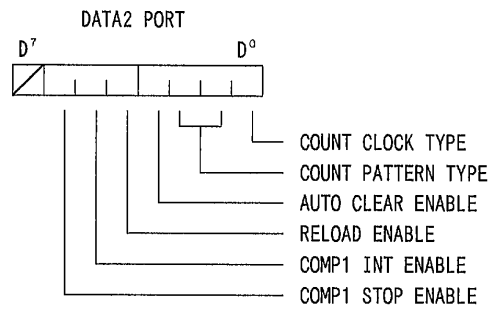 DATA2 PORT
D7 D0
COUNT CLOCK TYPE
COUNT PATTERN TYPE
AUTO CLEAR ENABLE
RELOAD ENABLE
COMP1 INT ENABLE
COMP1 STOP ENABLE